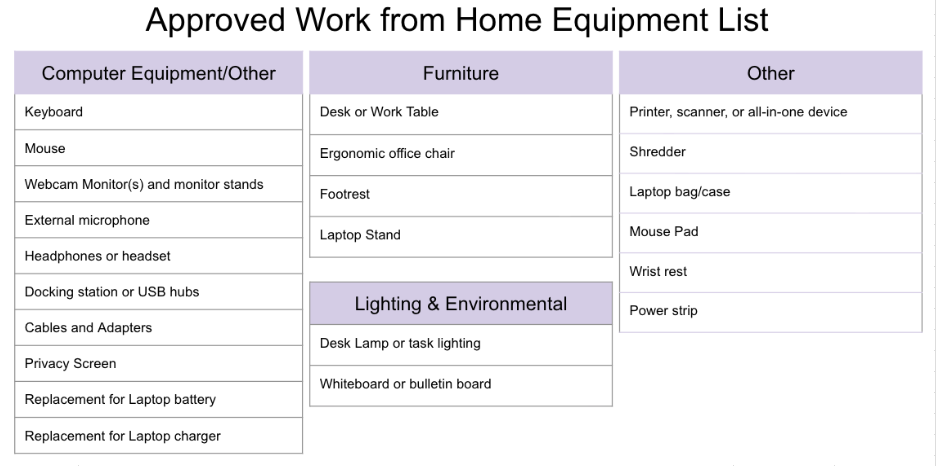 Approved Work from Home Equipment List
Computer Equipment/Other
Keyboard
Mouse
Webcam Monitor(s) and monitor stands
External microphone
Headphones or headset
Docking station or USB hubs
Cables and Adapters
Privacy Screen
Replacement for Laptop battery
Replacement for Laptop charger
Furniture
Desk or Work Table
Ergonomic office chair
Footrest
Laptop Stand
Lighting & Environmental
Desk Lamp or task lighting
Whiteboard or bulletin board
Other
Printer, scanner, or all-in-one device
Shredder
Laptop bag/case
Mouse Pad
Wrist rest
Power strip